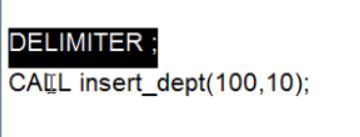 DELIMITER ;
CALL insert_dept(100,10);